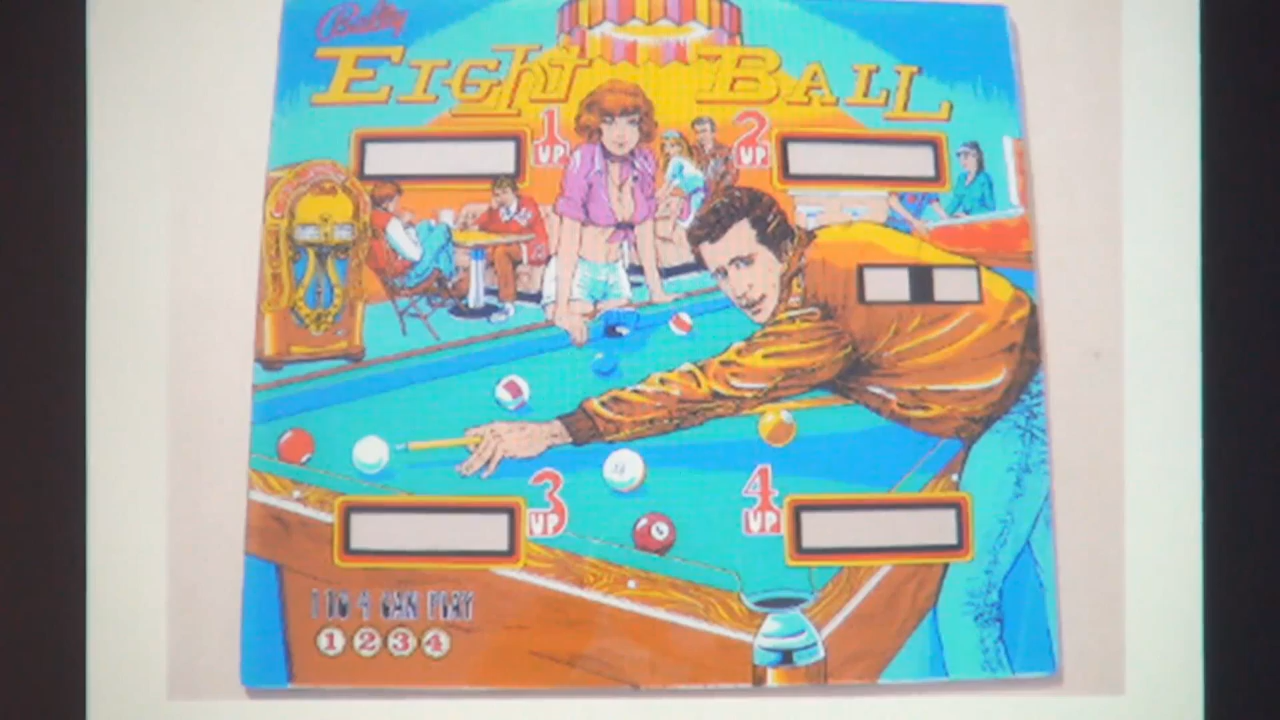 Bally
EIGHT BALL
1 UP
2 UP
3 UP
4 UP
1 TO 4 CAN PLAY
1 2 3 4